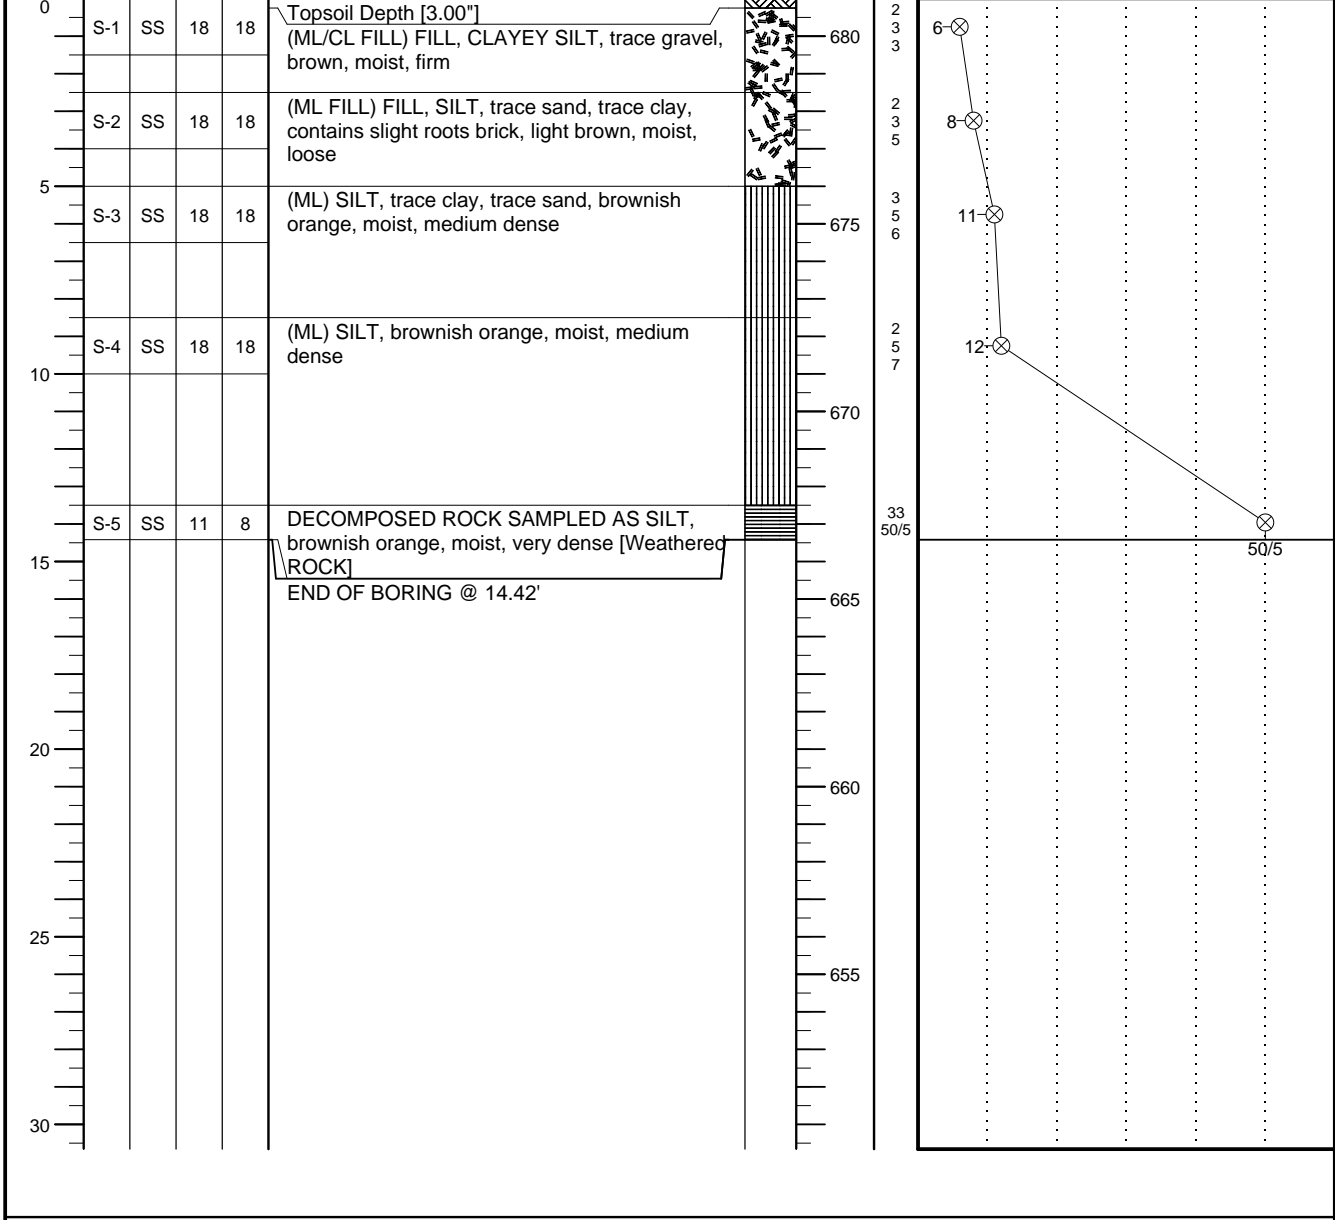 0
Topsoil Depth [3.00"]
S-1 SS 18 18
(ML/CL FILL) FILL, CLAYEY SILT, trace gravel,
brown, moist, firm
680
2
3
3
6
S-2 SS 18 18
(ML FILL) FILL, SILT, trace sand, trace clay,
contains slight roots brick, light brown, moist,
loose
2
3
5
8
5
S-3 SS 18 18
(ML) SILT, trace clay, trace sand, brownish
orange, moist, medium dense
675
3
5
6
11
S-4 SS 18 18
(ML) SILT, brownish orange, moist, medium
dense
2
5
7
12
10
670
S-5 SS 11 8
DECOMPOSED ROCK SAMPLED AS SILT,
brownish orange, moist, very dense [Weathered
ROCK]
33
50/5
50/5
15
END OF BORING @ 14.42'
665
20
660
25
655
30